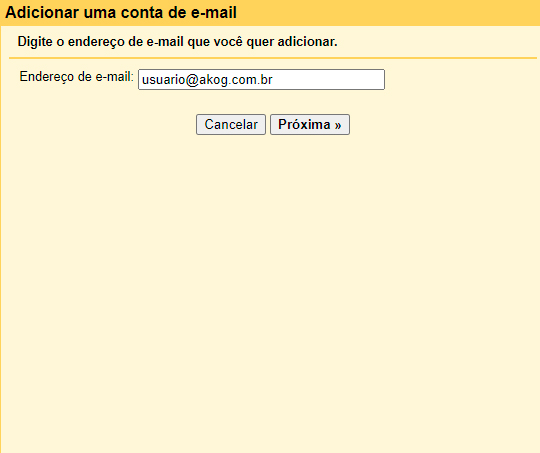 Adicionar uma conta de e-mail
Digite o endereço de e-mail que você quer adicionar.
Endereço de e-mail: usuario@akog.com.br
Cancelar Próxima »